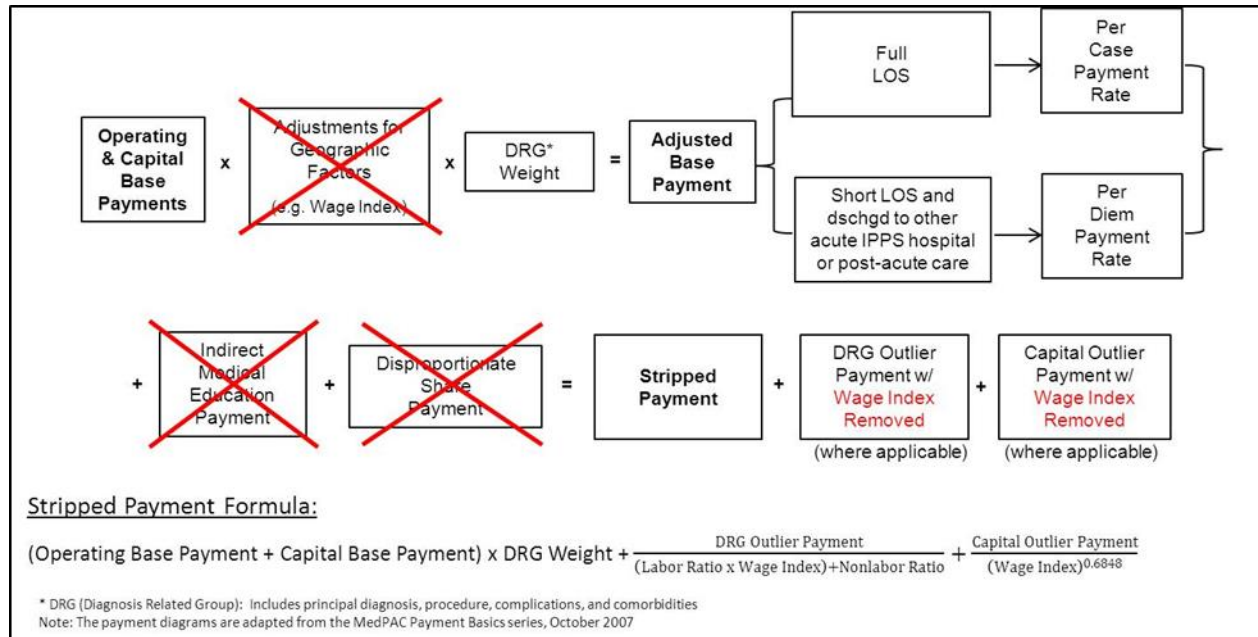 Operating
& Capital
Base
Payments
x
Adjustments for
Geographic
Factors
(e.g. Wage Index)
x
DRG*
Weight
=
Adjusted
Base
Payment
Full
LOS
Per
Case
Payment
Rate
Short LOS and
dschgd to other
acute IPPS hospital
or post-acute care
Per
Diem
Payment
Rate
+
Indirect
Medical
Education
Payment
+
Disproportionate
Share
Payment
=
Stripped
Payment
+
DRG Outlier
Payment w/
Wage Index
Removed
(where applicable)
+
Capital Outlier
Payment w/
Wage Index
Removed
(where applicable)
Stripped Payment Formula:
(Operating Base Payment + Capital Base Payment) x DRG Weight + DRG Outlier Payment / (Labor Ratio x Wage Index)+Nonlabor Ratio + Capital Outlier Payment / (Wage Index)^0.6848
* DRG (Diagnosis Related Group): Includes principal diagnosis, procedure, complications, and comorbidities
Note: The payment diagrams are adapted from the MedPAC Payment Basics series, October 2007